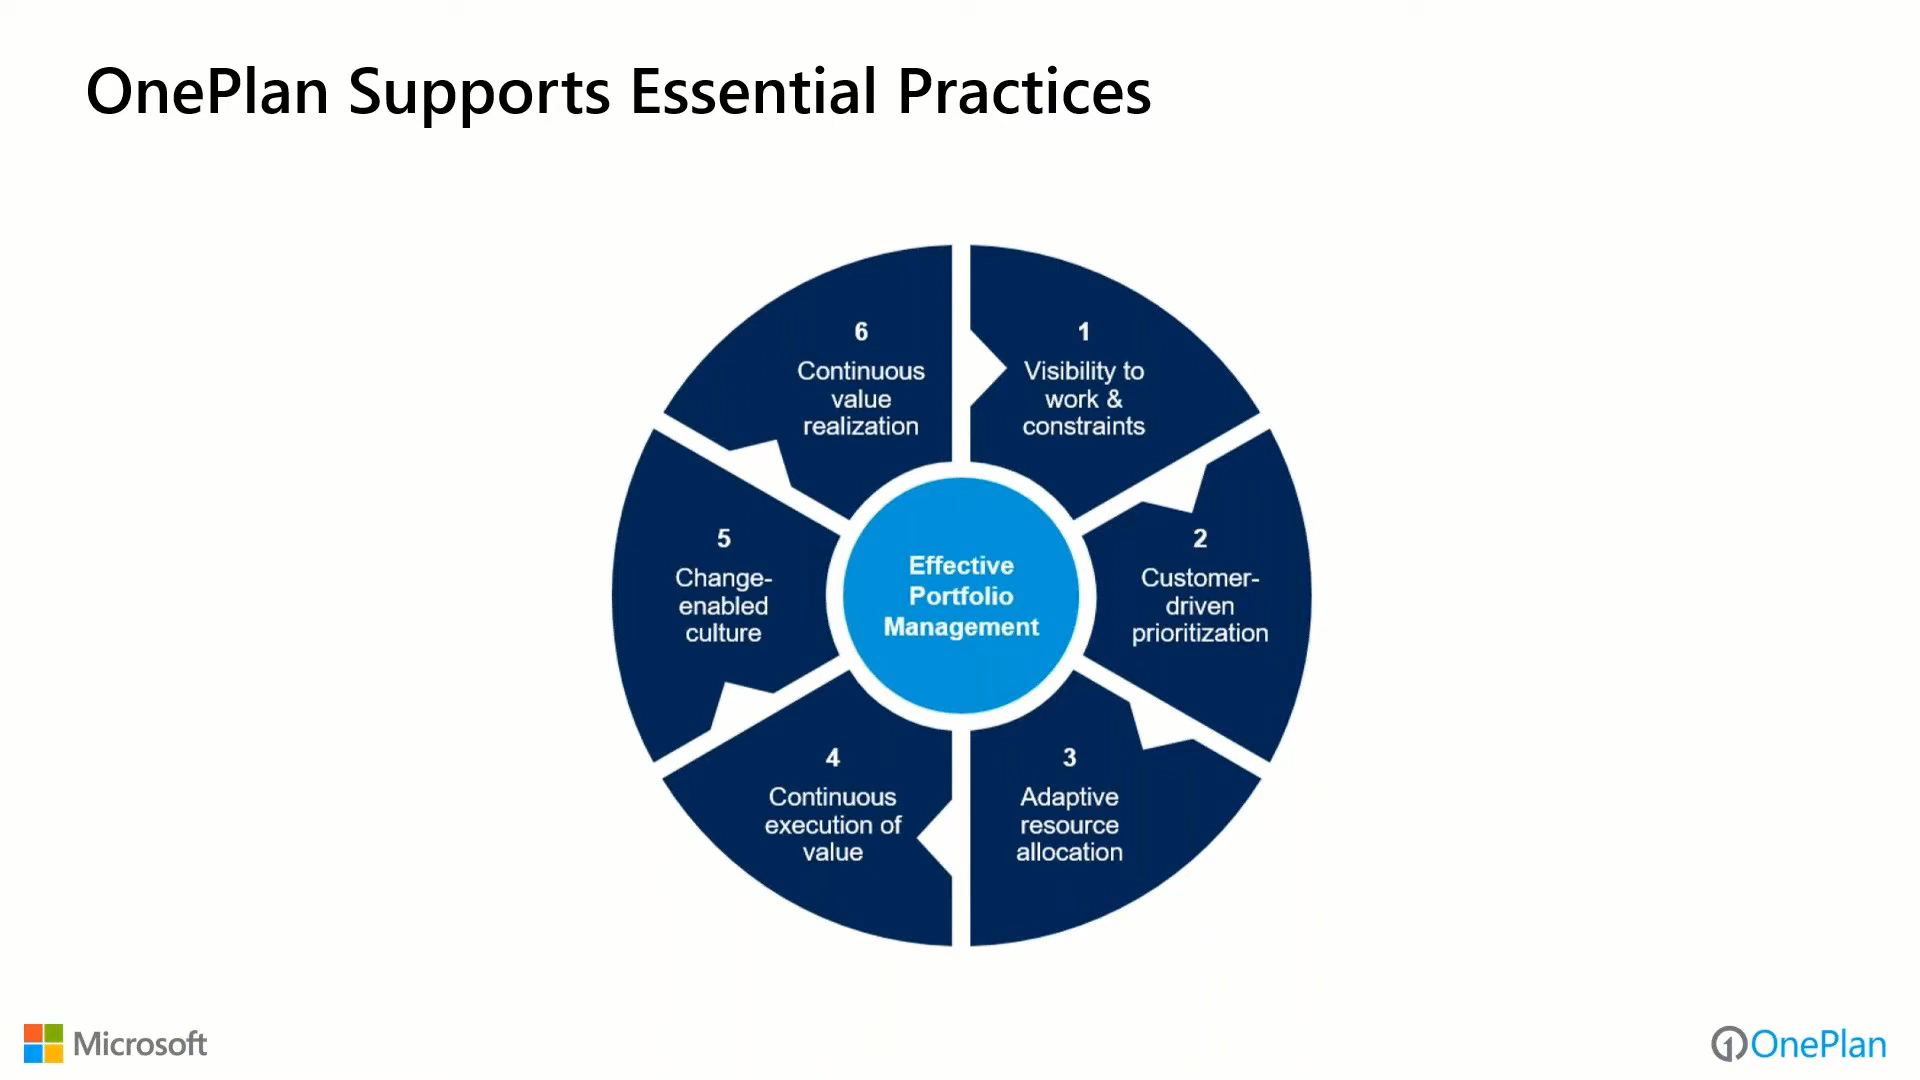 OnePlan Supports Essential Practices
1
Visibility to
work &
constraints
2
Customer-
driven
prioritization
3
Adaptive
resource
allocation
4
Continuous
execution of
value
5
Change-
enabled
culture
6
Continuous
value
realization
Effective
Portfolio
Management
Microsoft
OnePlan